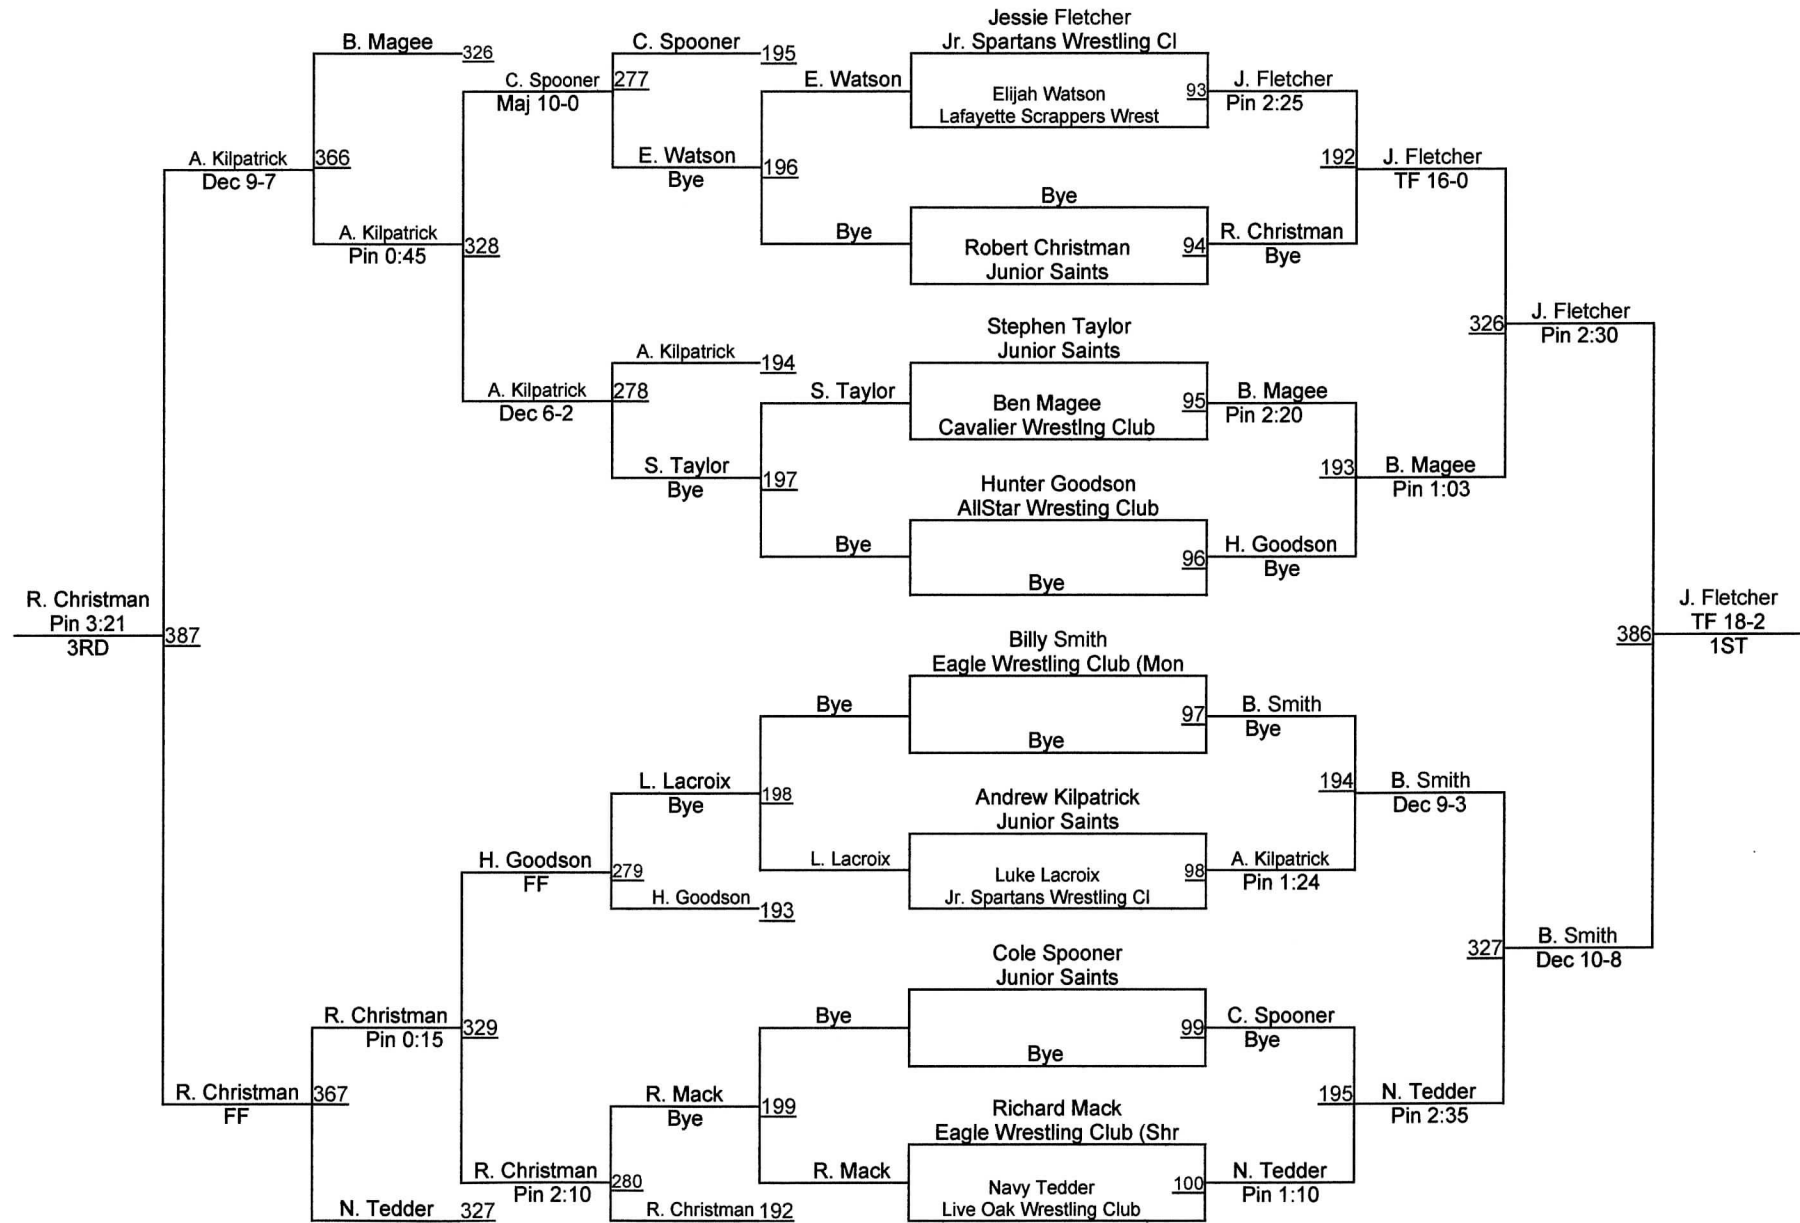 Jessie Fletcher
Jr. Spartans Wrestling Cl
Elijah Watson
93
Lafayette Scrappers Wrest
Bye
Robert Christman
94
Junior Saints
Stephen Taylor
Junior Saints
Ben Magee
95
Cavalier Wrestlng Club
Hunter Goodson
AllStar Wresting Club
96
Bye
Billy Smith
Eagle Wrestling Club (Mon
97
Bye
Andrew Kilpatrick
Junior Saints
Luke Lacroix
98
Jr. Spartans Wrestling Cl
Cole Spooner
Junior Saints
99
Bye
Richard Mack
Eagle Wrestling Club (Shr
Navy Tedder
100
Live Oak Wrestling Club
J. Fletcher
Pin 2:25
R. Christman
Bye
B. Magee
Pin 2:20
H. Goodson
Bye
B. Smith
Bye
A. Kilpatrick
Pin 1:24
C. Spooner
Bye
N. Tedder
Pin 1:10
192
J. Fletcher
TF 16-0
193
B. Magee
Pin 1:03
194
B. Smith
Dec 9-3
195
N. Tedder
Pin 2:35
326
J. Fletcher
Pin 2:30
327
B. Smith
Dec 10-8
386
J. Fletcher
TF 18-2
1ST
E. Watson
Bye
S. Taylor
Bye
Bye
L. Lacroix
Bye
R. Mack
C. Spooner
195
E. Watson
Bye
196
A. Kilpatrick
194
S. Taylor
Bye
197
L. Lacroix
Bye
198
H. Goodson
193
R. Mack
Bye
199
R. Christman
192
C. Spooner
Maj 10-0
277
A. Kilpatrick
Dec 6-2
278
H. Goodson
FF
279
R. Christman
Pin 2:10
280
B. Magee
326
A. Kilpatrick
Pin 0:45
328
R. Christman
Pin 0:15
329
N. Tedder
327
A. Kilpatrick
Dec 9-7
366
R. Christman
FF
367
R. Christman
Pin 3:21
3RD
387